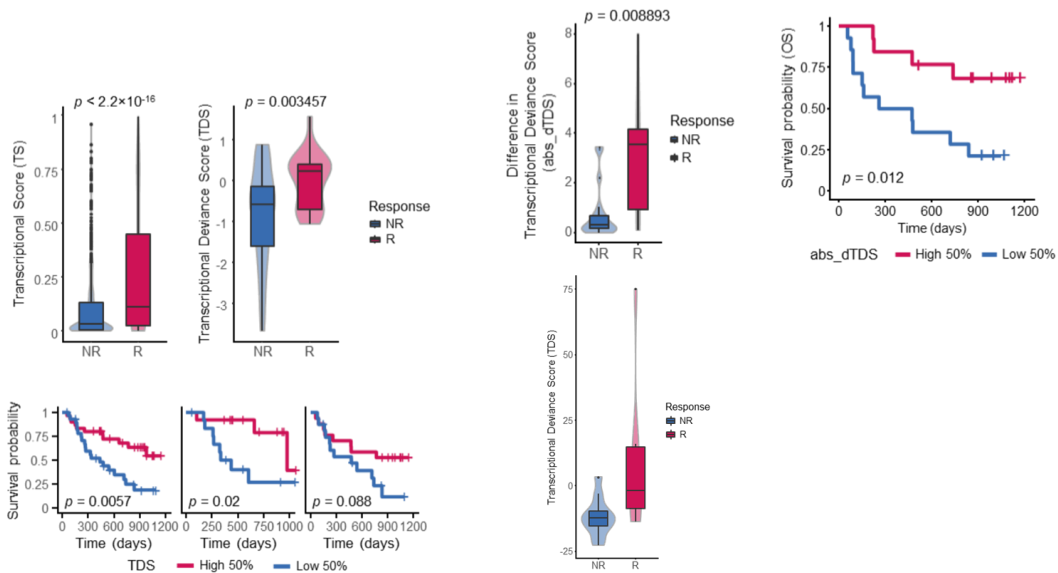 p < 2.2×10-16
Transcriptional Score (TS)
1
0.75
0.50
0.25
0
NR
R
p = 0.003457
Transcriptional Deviance Score (TDS)
1
0
-1
-2
-3
NR
R
Response
NR
R
p = 0.008893
Difference in
Transcriptional Deviance Score
(abs_dTDS)
8
6
4
2
0
NR
R
Response
NR
R
Survival probability (OS)
1
0.75
0.50
0.25
0
p = 0.012
0 300 600 900 1200
Time (days)
abs_dTDS High 50% Low 50%
Survival probability
1
0.75
0.5
0.25
0
p = 0.0057
0 300 600 900 1200
Time (days)
p = 0.02
0 250 500 750 1000
Time (days)
p = 0.088
0 300 600 900 1200
Time (days)
TDS High 50% Low 50%
Transcriptional Deviance Score (TDS)
75
50
25
0
-25
NR
R
Response
NR
R